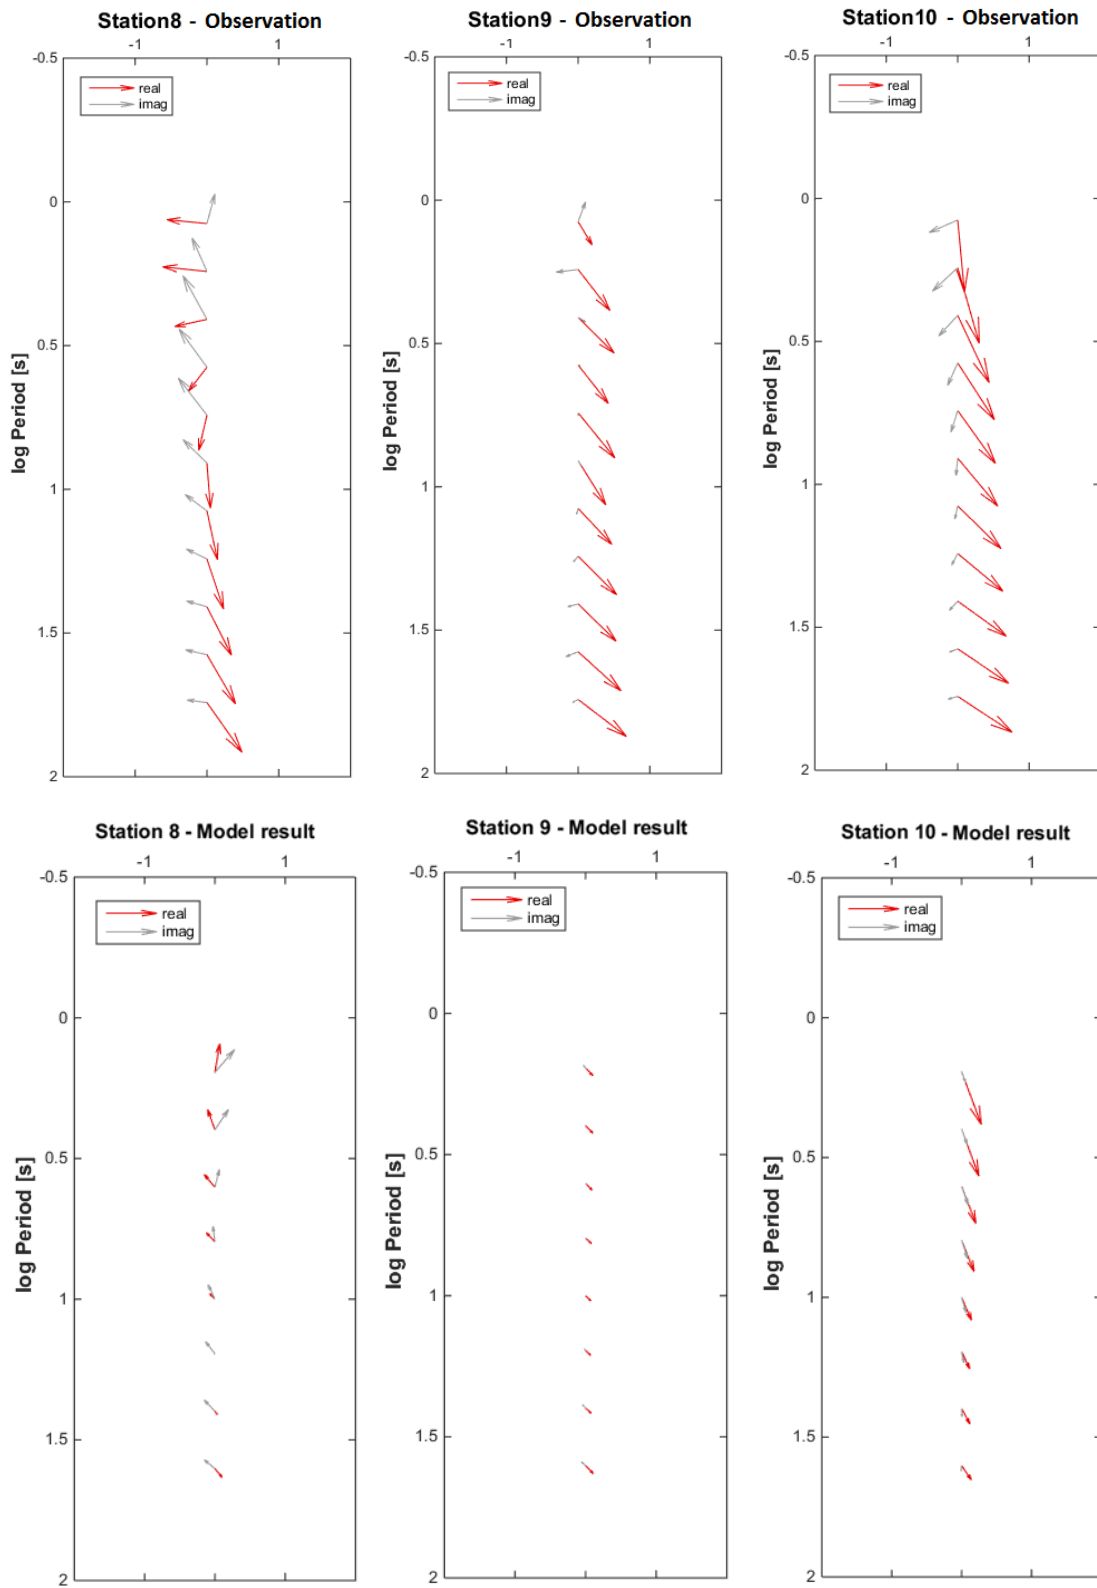 Station8 - Observation
-1 1
-0.5
real
imag
0
0.5
1
1.5
2
log Period [s]
Station9 - Observation
-1 1
-0.5
real
imag
0
0.5
1
1.5
2
log Period [s]
Station10 - Observation
-1 1
-0.5
real
imag
0
0.5
1
1.5
2
log Period [s]
Station 8 - Model result
-1 1
-0.5
real
imag
0
0.5
1
1.5
2
log Period [s]
Station 9 - Model result
-1 1
-0.5
real
imag
0
0.5
1
1.5
2
log Period [s]
Station 10 - Model result
-1 1
-0.5
real
imag
0
0.5
1
1.5
2
log Period [s]